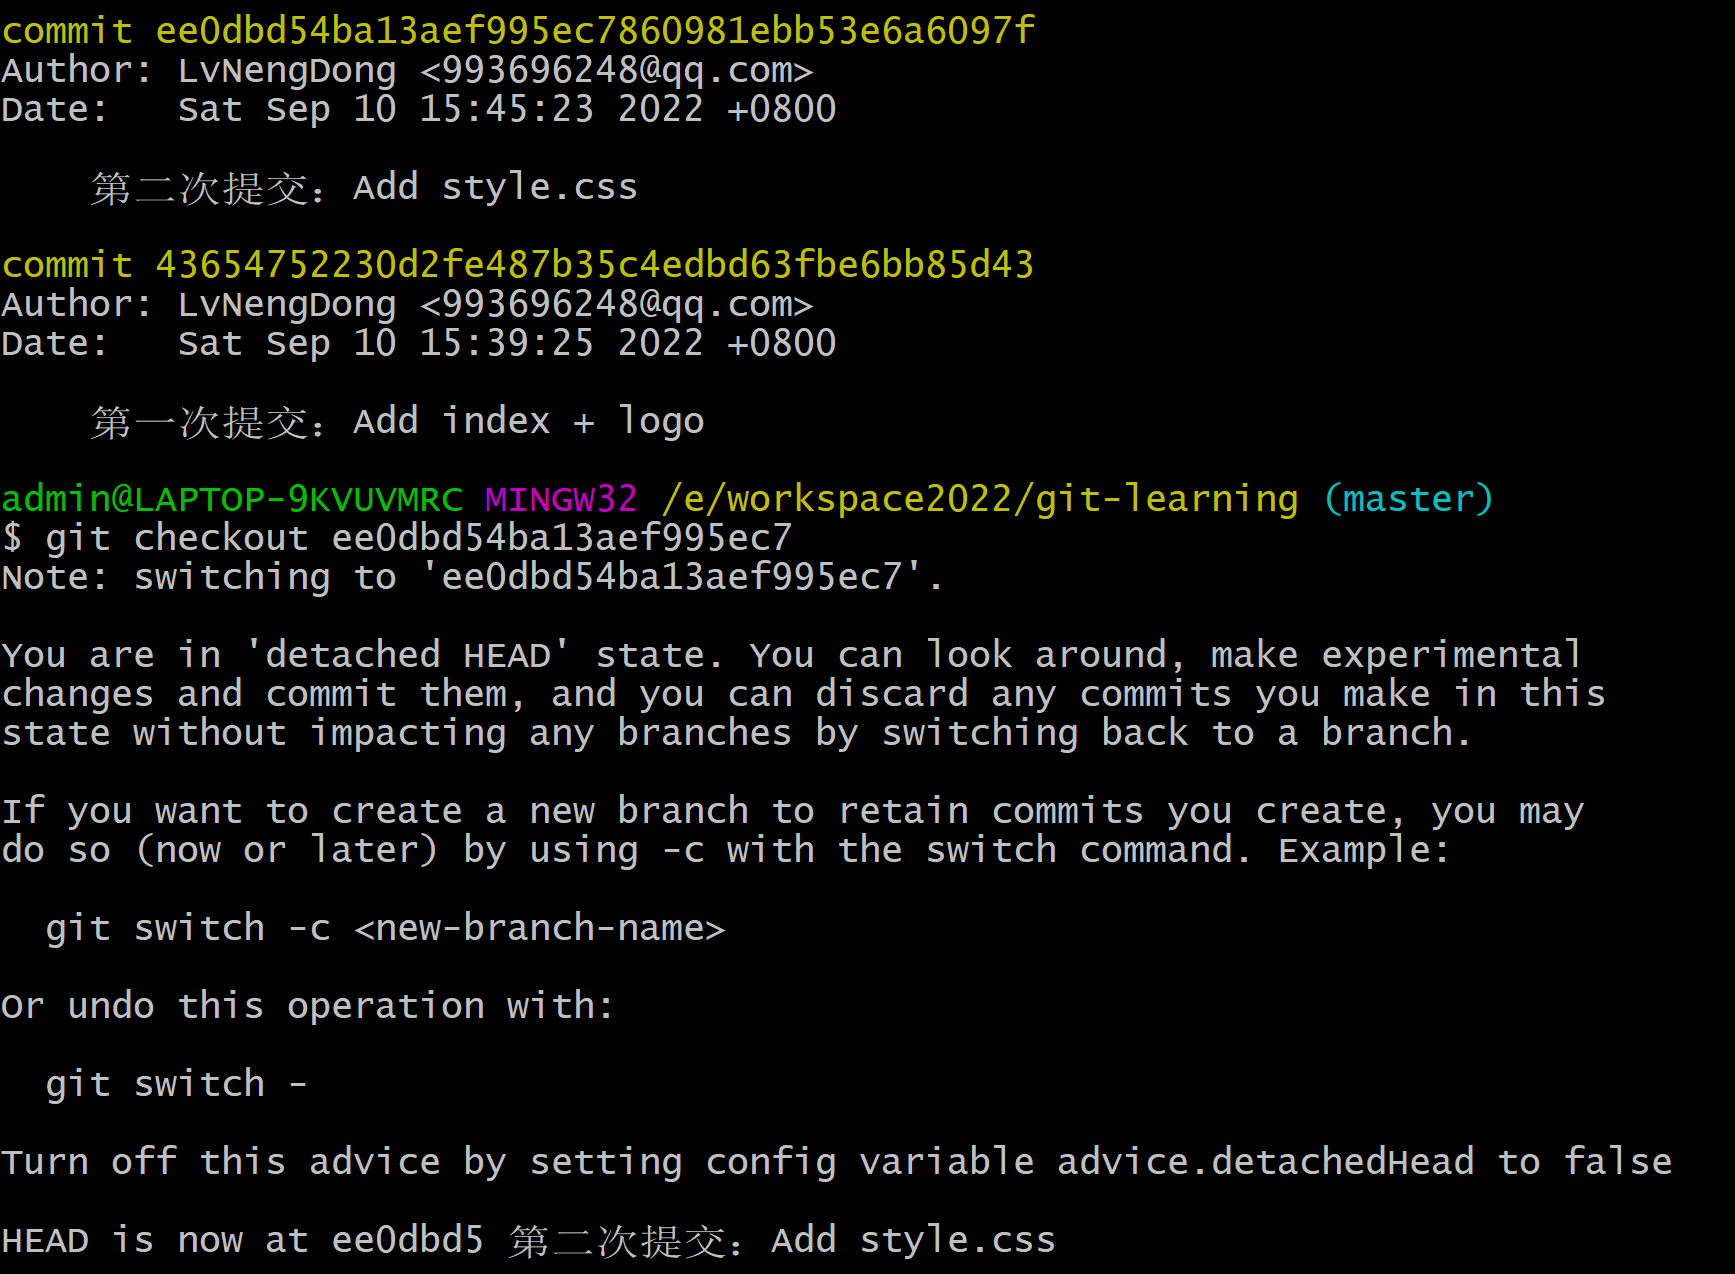 commit ee0dbd54ba13aef995ec7860981ebb53e6a6097f
Author: LvNengDong <993696248@qq.com>
Date:   Sat Sep 10 15:45:23 2022 +0800
    第二次提交：Add style.css
commit 43654752230d2fe487b35c4edbd63fbe6bb85d43
Author: LvNengDong <993696248@qq.com>
Date:   Sat Sep 10 15:39:25 2022 +0800
    第一次提交：Add index + logo
admin@LAPTOP-9KVUVMRC MINGW32 /e/workspace2022/git-learning (master)
$ git checkout ee0dbd54ba13aef995ec7
Note: switching to 'ee0dbd54ba13aef995ec7'.
You are in 'detached HEAD' state. You can look around, make experimental
changes and commit them, and you can discard any commits you make in this
state without impacting any branches by switching back to a branch.
If you want to create a new branch to retain commits you create, you may
do so (now or later) by using -c with the switch command. Example:
  git switch -c <new-branch-name>
Or undo this operation with:
  git switch -
Turn off this advice by setting config variable advice.detachedHead to false
HEAD is now at ee0dbd5 第二次提交：Add style.css